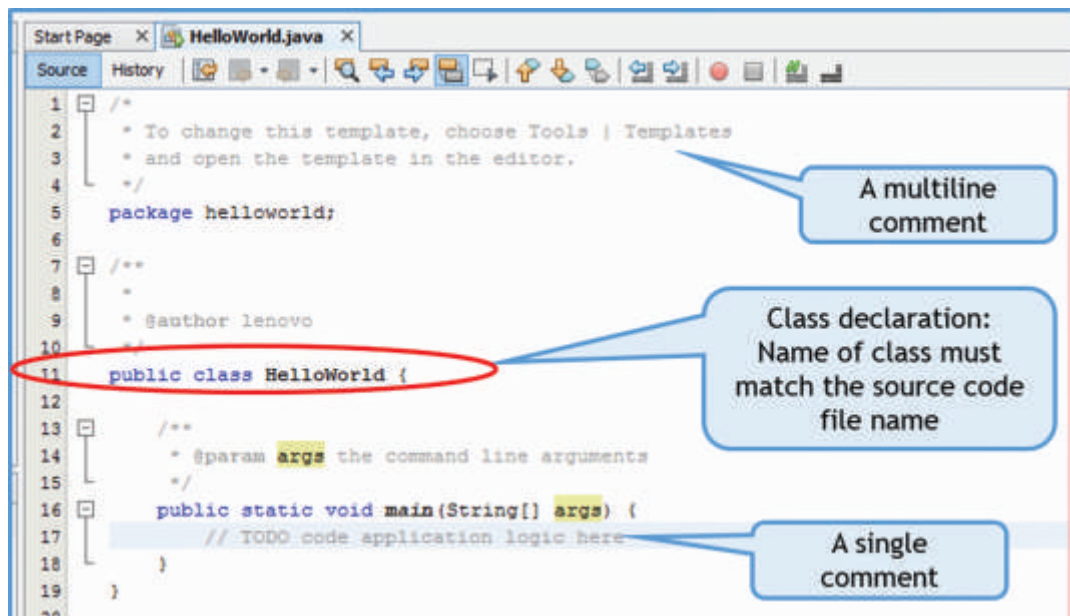 Start Page HelloWorld.java
Source History
1 /*
2 * To change this template, choose Tools | Templates
3 * and open the template in the editor.
4 */
5 package helloworld;
6
7 /**
8 *
9 * @author lenovo
10 */
11 public class HelloWorld {
12
13 /**
14 * @param args the command line arguments
15 */
16 public static void main(String[] args) {
17 // TODO code application logic here
18 }
19 }
20
A multiline
comment
Class declaration:
Name of class must
match the source code
file name
A single
comment